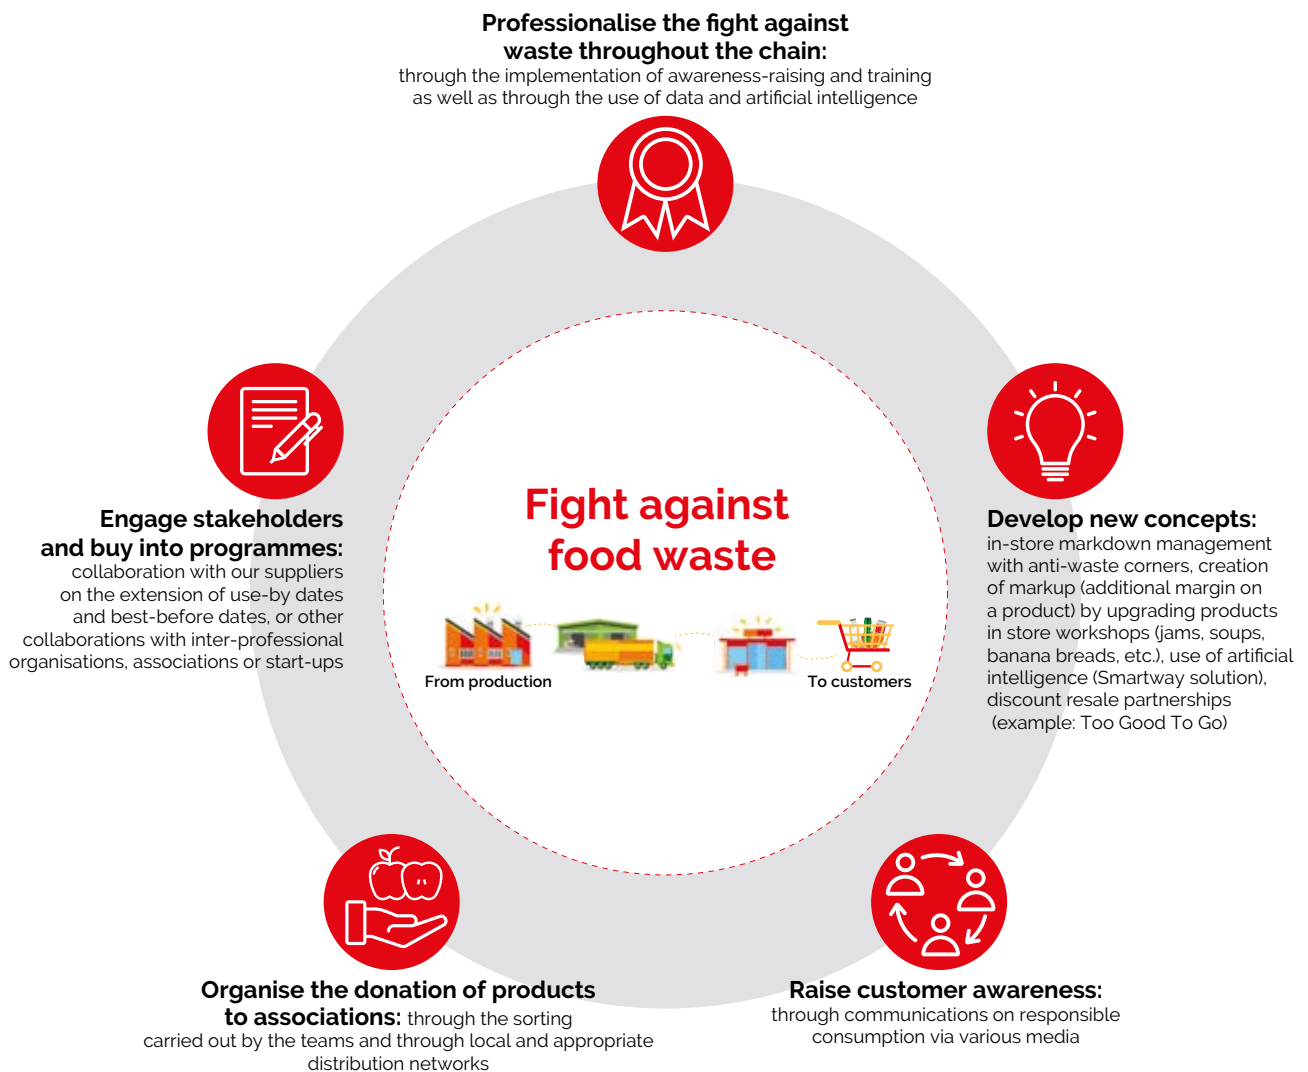 Professionalise the fight against
waste throughout the chain:
through the implementation of awareness-raising and training
as well as through the use of data and artificial intelligence
Engage stakeholders
and buy into programmes:
collaboration with our suppliers
on the extension of use-by dates
and best-before dates, or other
collaborations with inter-professional
organisations, associations or start-ups
Fight against
food waste
From production
To customers
Develop new concepts:
in-store markdown management
with anti-waste corners, creation
of markup (additional margin on
a product) by upgrading products
in store workshops (jams, soups,
banana breads, etc.), use of artificial
intelligence (Smartway solution),
discount resale partnerships
(example: Too Good To Go)
Organise the donation of products
to associations: through the sorting
carried out by the teams and through local and appropriate
distribution networks
Raise customer awareness:
through communications on responsible
consumption via various media